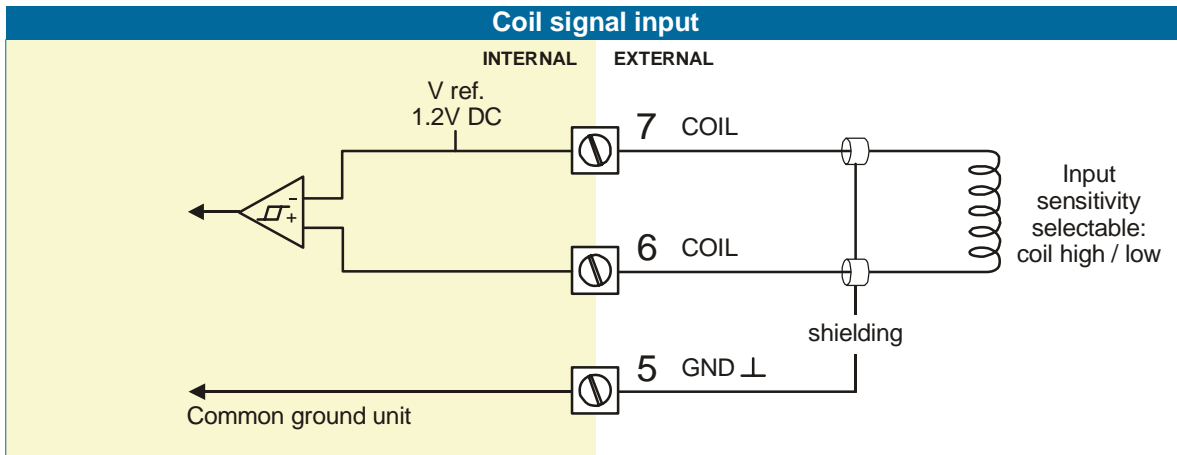 Coil signal input
INTERNAL
EXTERNAL
V ref.
1.2V DC
7 COIL
- +
Input
sensitivity
selectable:
coil high / low
6 COIL
shielding
5 GND ⊥
Common ground unit